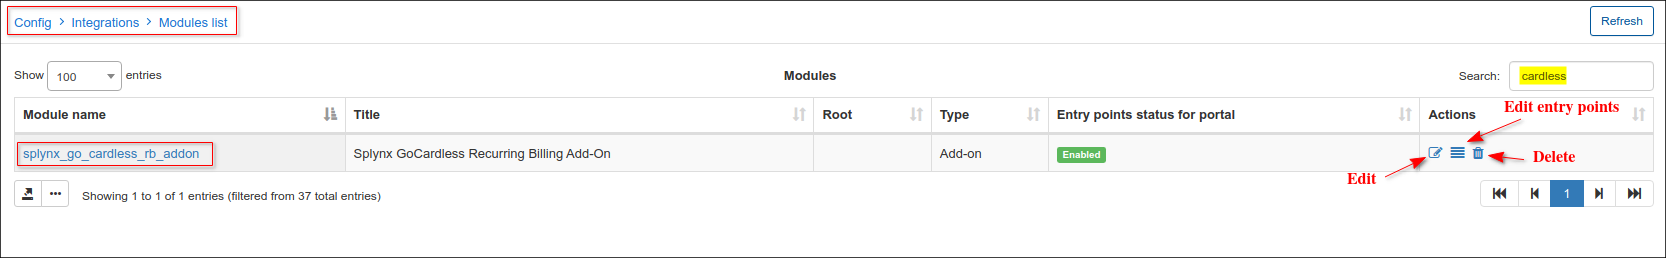 Config > Integrations > Modules list
Refresh
Show 100 entries
Modules
Search: cardless
Module name Title Root Type Entry points status for portal Actions
Edit entry points
splynx_go_cardless_rb_addon Splynx GoCardless Recurring Billing Add-On Add-on Enabled
Delete
Edit
Showing 1 to 1 of 1 entries (filtered from 37 total entries)
1